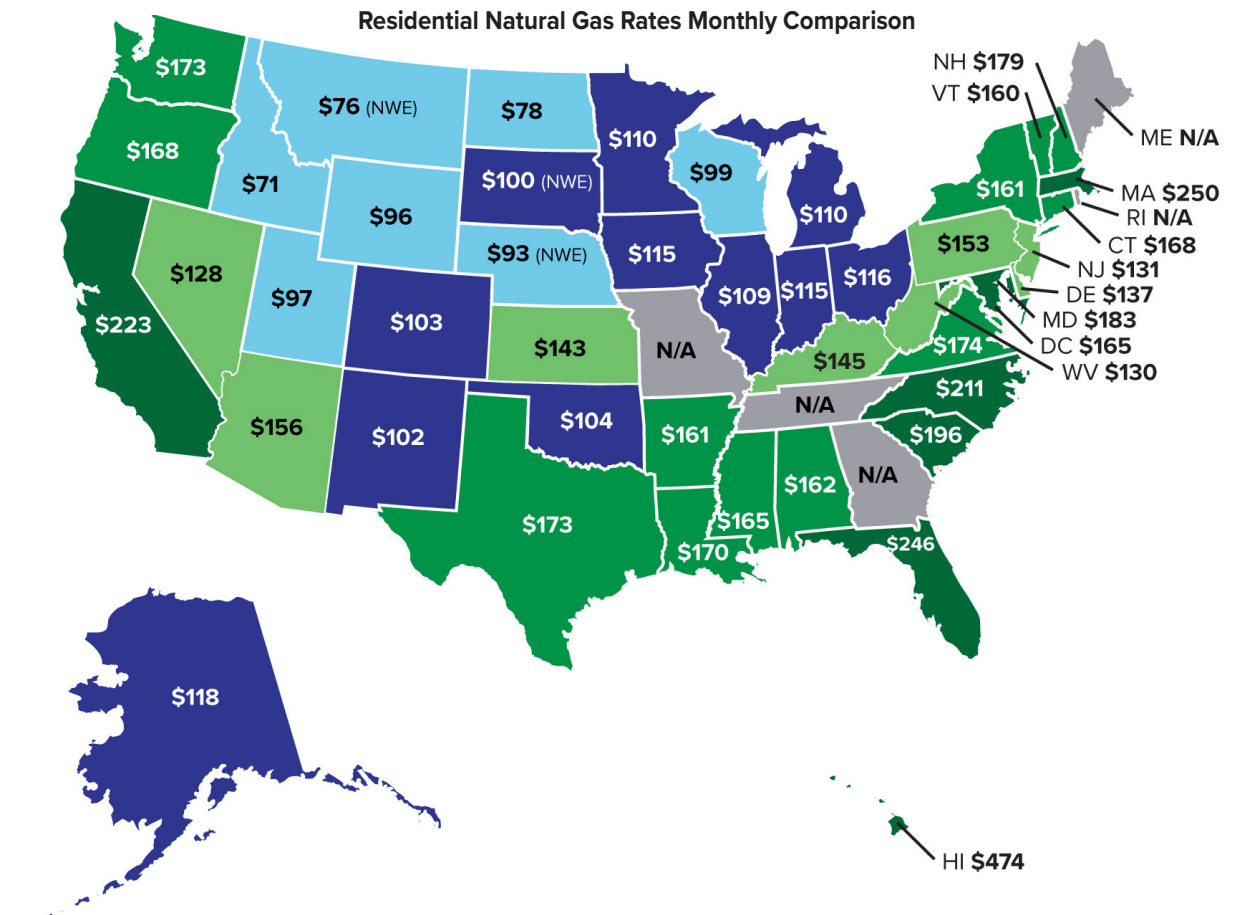 Residential Natural Gas Rates Monthly Comparison
NH $179
VT $160
ME N/A
MA $250
RI N/A
CT $168
NJ $131
DE $137
MD $183
DC $165
WV $130
$173
$76 (NWE)
$78
$110
$168
$71
$100 (NWE)
$99
$96
$110
$161
$93 (NWE)
$115
$153
$128
$97
$109
$115
$116
$223
$103
$143
N/A
$145
$174
$156
$102
$104
$161
N/A
$211
$196
$173
$170
$165
$162
N/A
$246
$118
HI $474